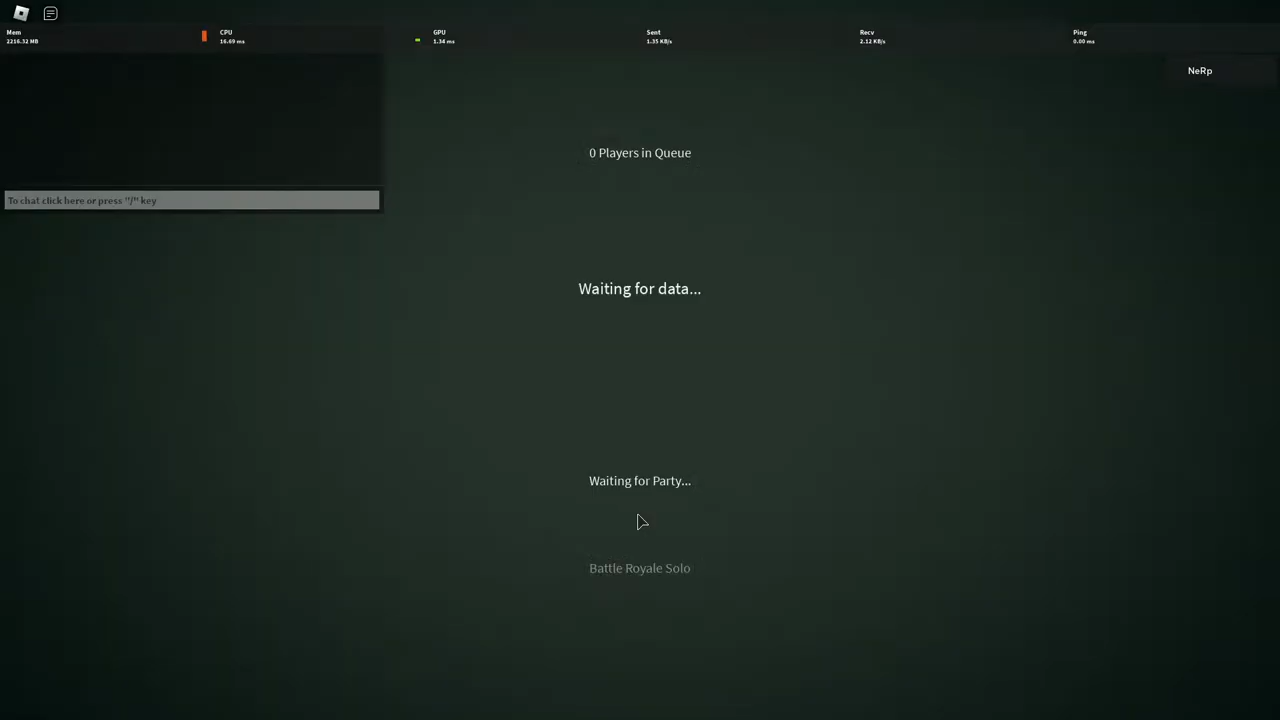 Mem CPU GPU Sent Recv Ping
2216.32 MB 16.69 ms 1.34 ms 1.35 KB/s 2.12 KB/s 0.00 ms
NeRp
0 Players in Queue
To chat click here or press "/" key
Waiting for data...
Waiting for Party...
Battle Royale Solo